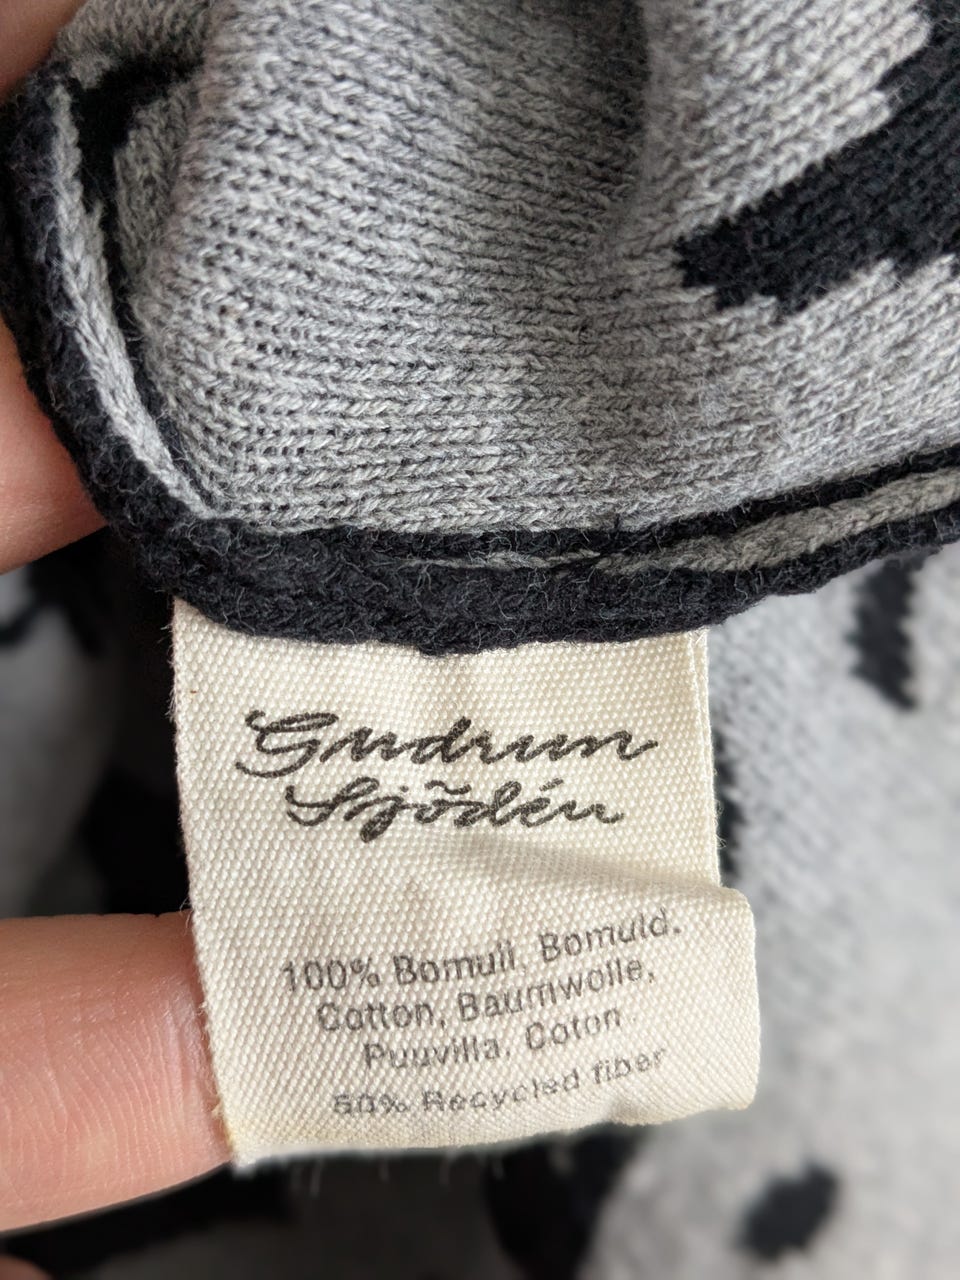 Gudrun
Sjödén
100% Bomull, Bomuld,
Cotton, Baumwolle,
Puuvilla, Coton
50% Recycled fiber